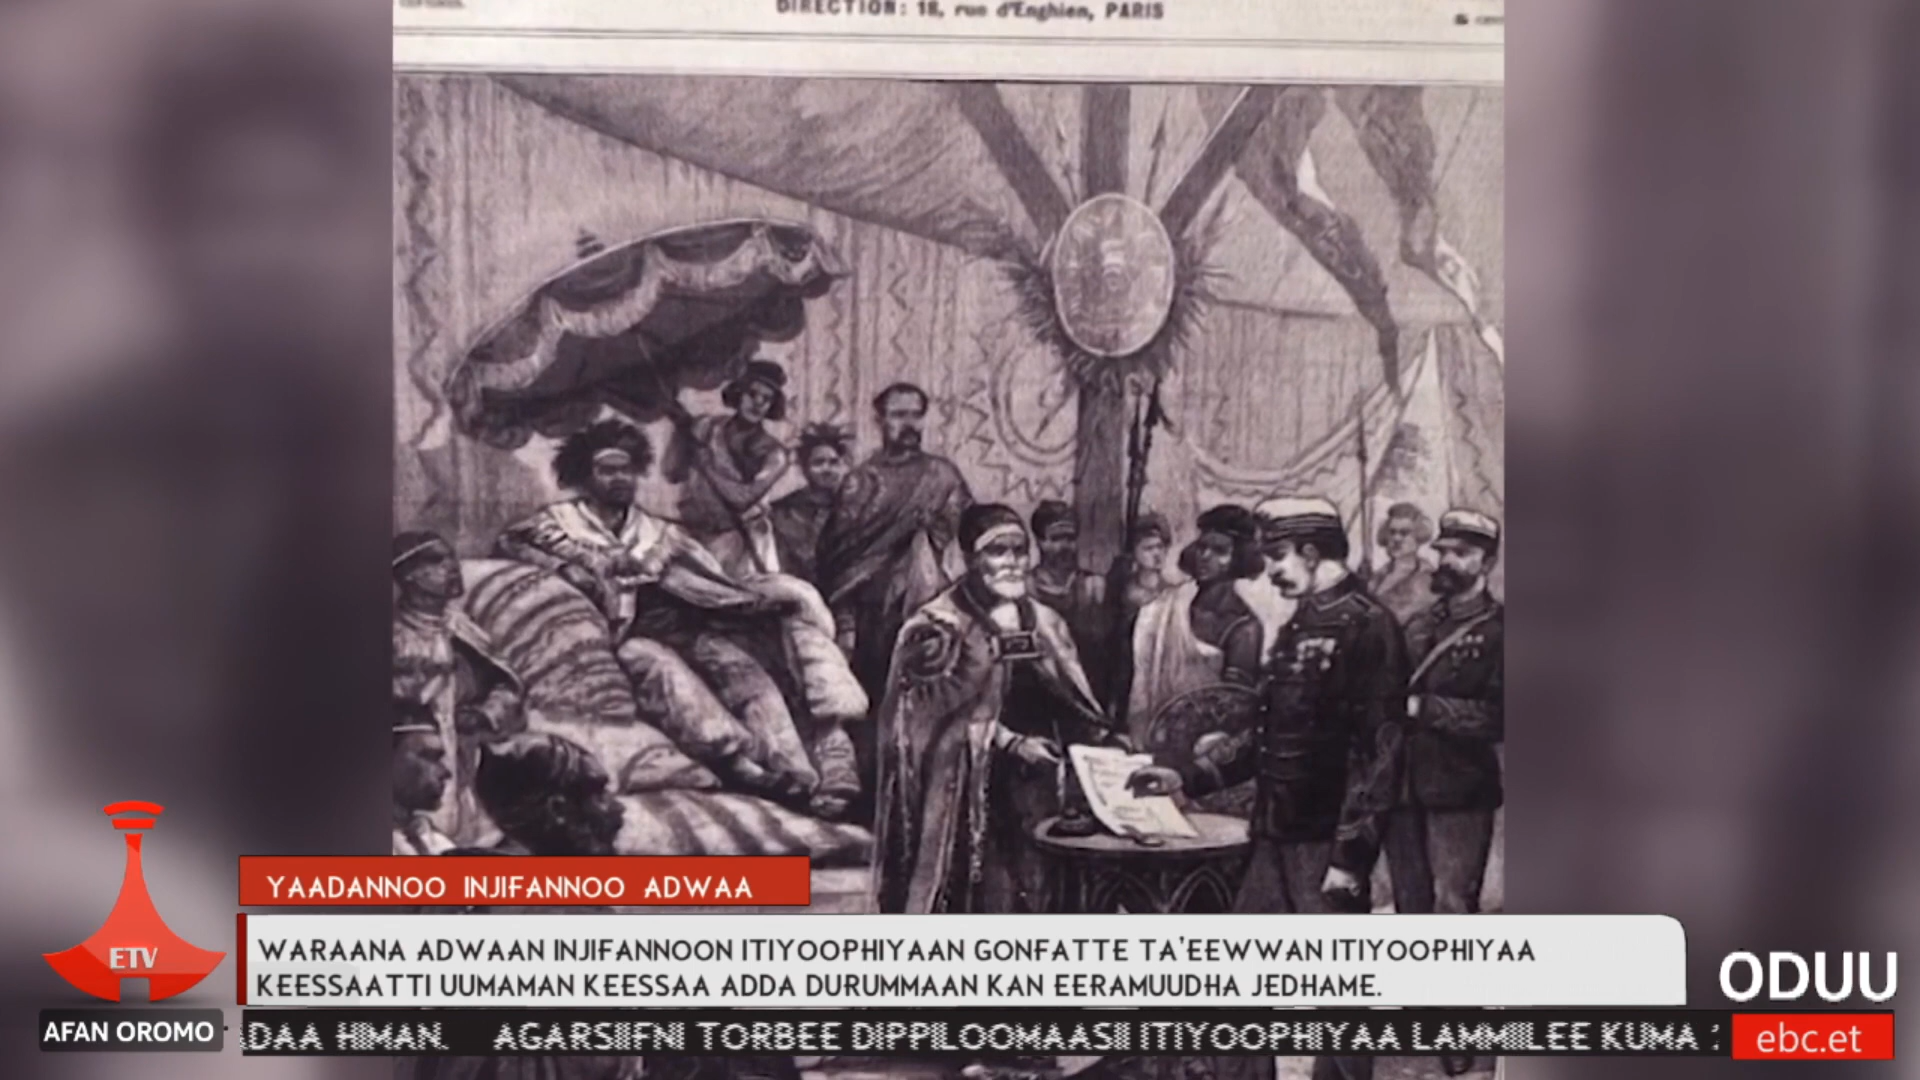 DIRECTION: 18, rue d'Enghien, PARIS
YAADANNOO INJIFANNOO ADWAA
WARAANA ADWAAN INJIFANNOON ITIYOOPHIYAAN GONFATTE TA'EEWWAN ITIYOOPHIYAA
KEESSAATTI UUMAMAN KEESSAA ADDA DURUMMAAN KAN EERAMUUDHA JEDHAME.
ETV
ODUU
AFAN OROMO
DAA HIMAN. AGARSIIFNI TORBEE DIPPILOOMAASII ITIYOOPHIYAA LAMMIILEE KUMA
ebc.et